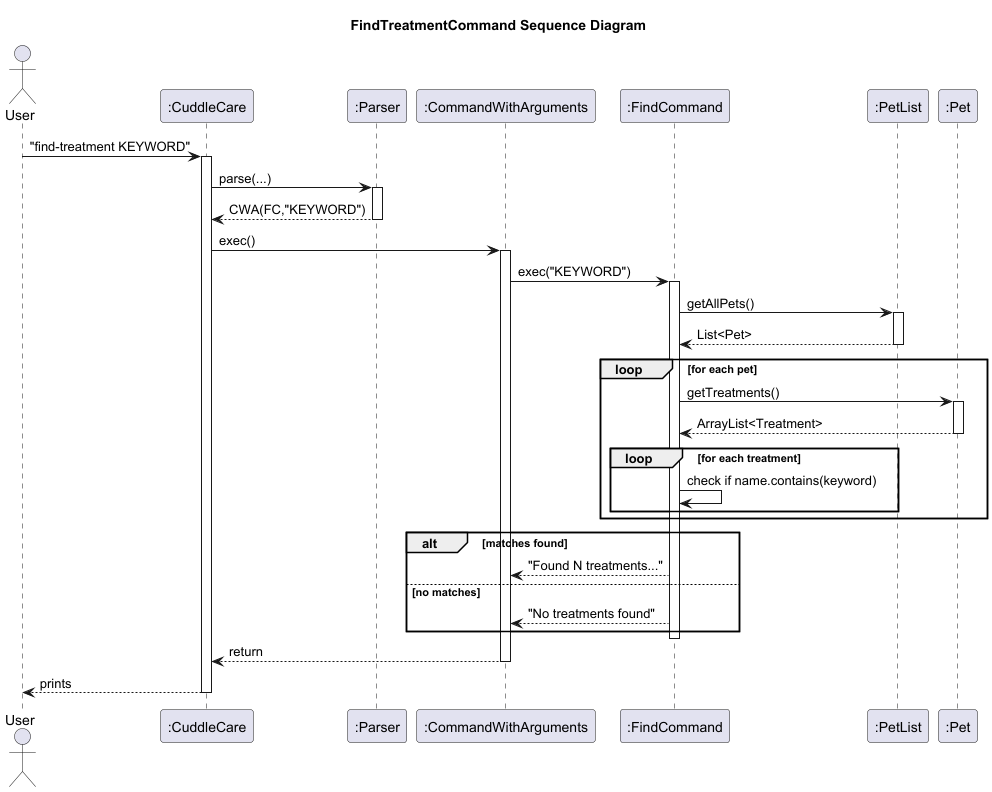 FindTreatmentCommand Sequence Diagram
User
:CuddleCare
:Parser
:CommandWithArguments
:FindCommand
:PetList
:Pet
"find-treatment KEYWORD"
parse(...)
CWA(FC,"KEYWORD")
exec()
exec("KEYWORD")
getAllPets()
List<Pet>
loop
[for each pet]
getTreatments()
ArrayList<Treatment>
loop
[for each treatment]
check if name.contains(keyword)
alt
[matches found]
"Found N treatments..."
[no matches]
"No treatments found"
return
prints
User
:CuddleCare
:Parser
:CommandWithArguments
:FindCommand
:PetList
:Pet